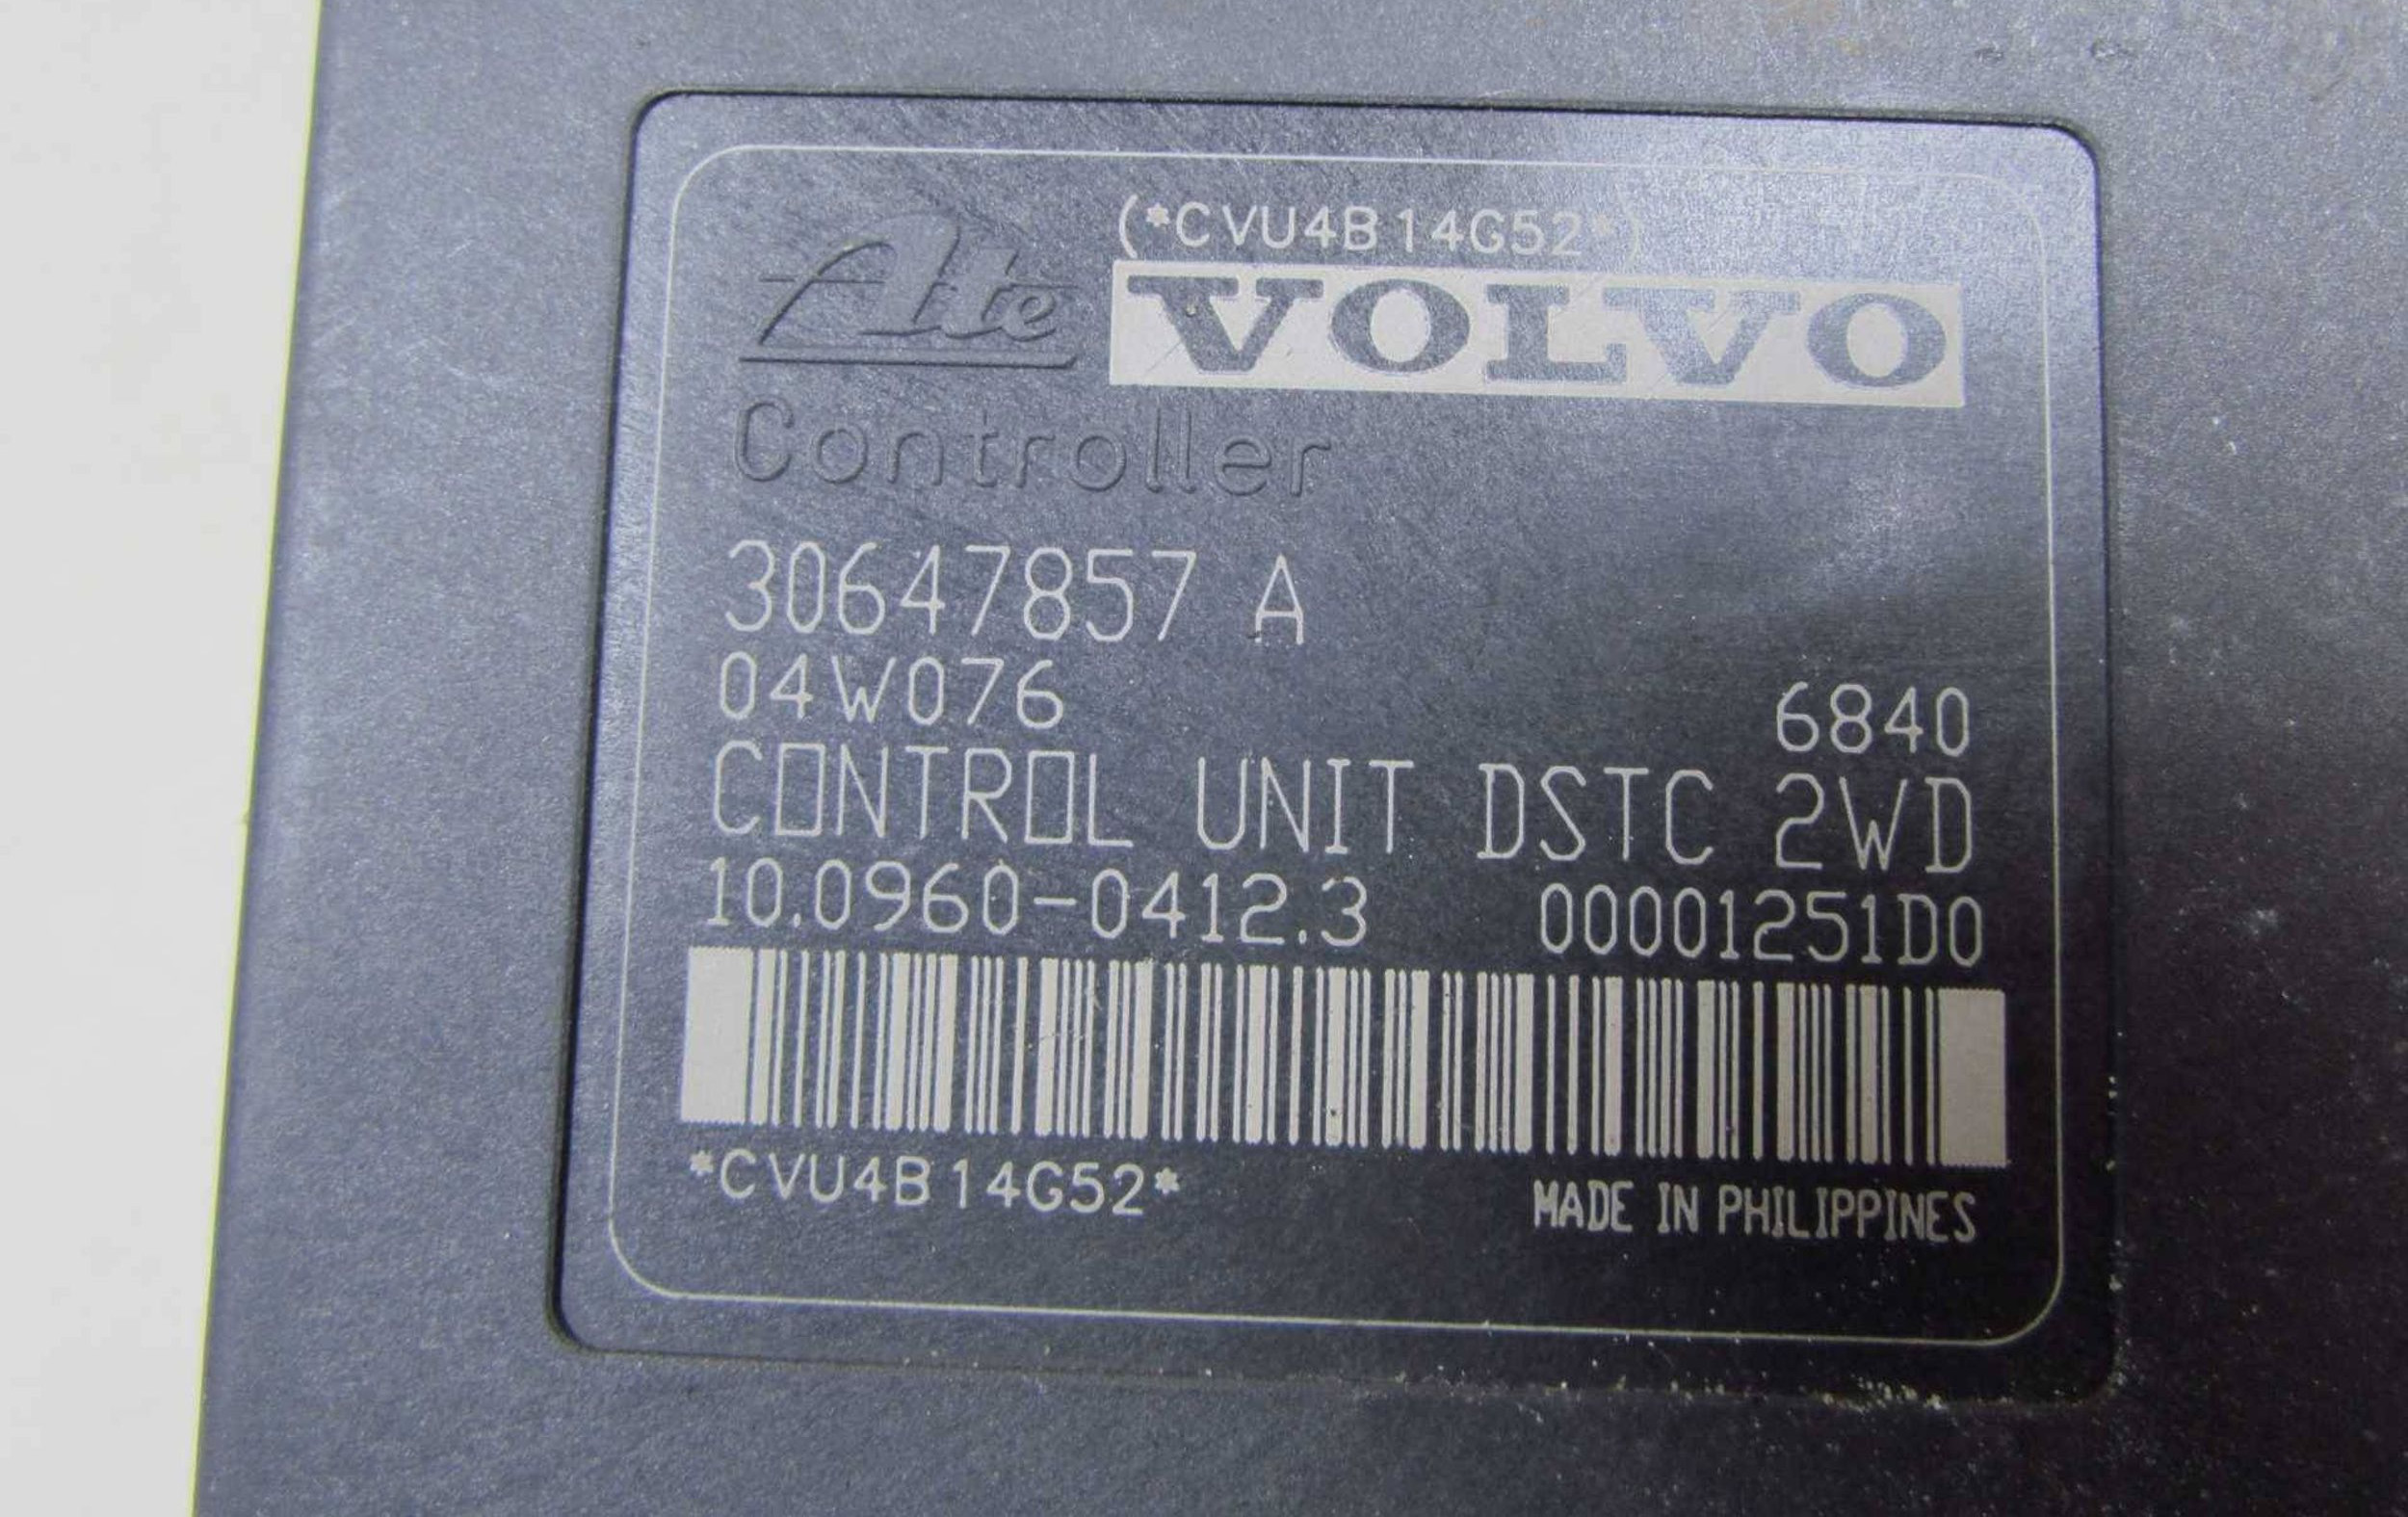 (*CVU4B14G52*)
Ate VOLVO
Controller
30647857 A
04W076 6840
CONTROL UNIT DSTC 2WD
10.0960-0412.3 00001251D0
*CVU4B14G52*
MADE IN PHILIPPINES